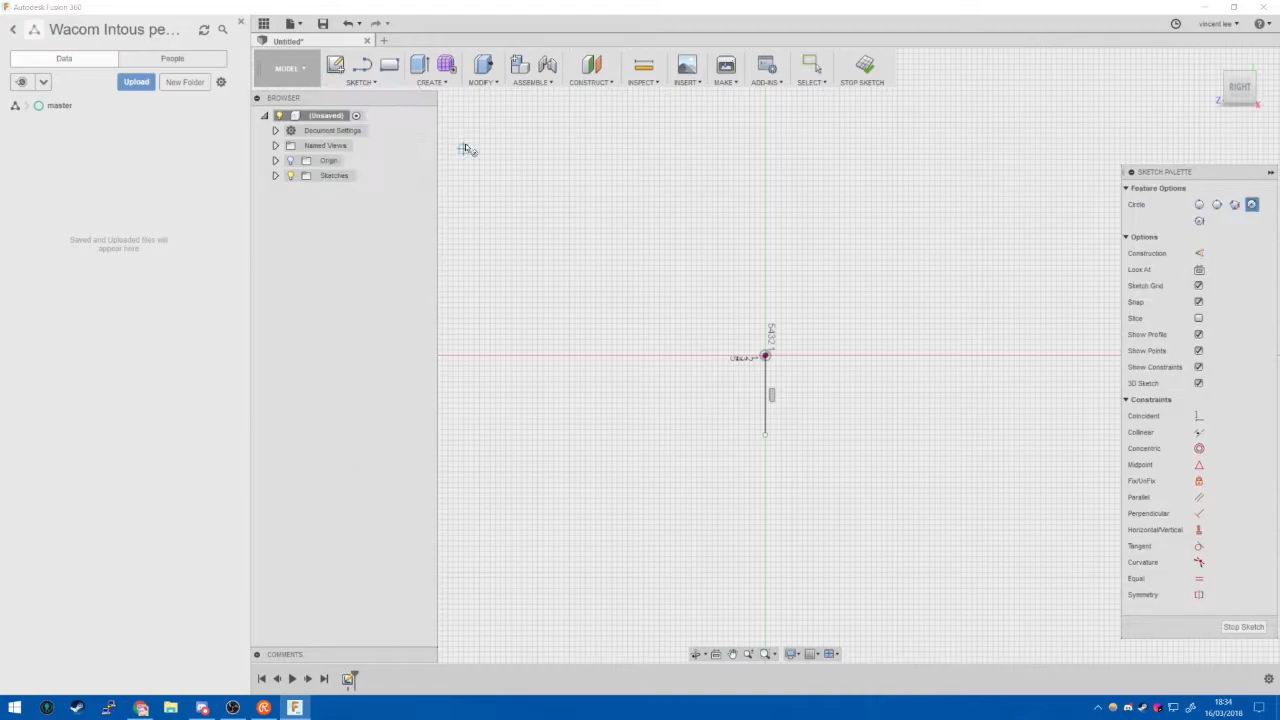 Autodesk Fusion 360
Wacom Intous pe...
Data People
Upload New Folder
master
Saved and Uploaded files will
appear here
vincent lee
Untitled*
MODEL
SKETCH CREATE MODIFY ASSEMBLE CONSTRUCT INSPECT INSERT MAKE ADD-INS SELECT STOP SKETCH
BROWSER
(Unsaved)
Document Settings
Named Views
Origin
Sketches
RIGHT
Z
X
SKETCH PALETTE
Feature Options
Circle
Options
Construction
Look At
Sketch Grid
Snap
Slice
Show Profile
Show Points
Show Constraints
3D Sketch
Constraints
Coincident
Collinear
Concentric
Midpoint
Fix/UnFix
Parallel
Perpendicular
Horizontal/Vertical
Tangent
Curvature
Equal
Symmetry
Stop Sketch
COMMENTS
18:34
16/03/2018